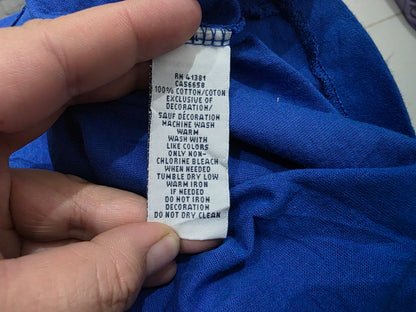 RN 41381
CA56658
100% COTTON/COTON
EXCLUSIVE OF
DECORATION/
SAUF DÉCORATION
MACHINE WASH
WARM
WASH WITH
LIKE COLORS
ONLY NON-
CHLORINE BLEACH
WHEN NEEDED
TUMBLE DRY LOW
WARM IRON
IF NEEDED
DO NOT IRON
DECORATION
DO NOT DRY CLEAN